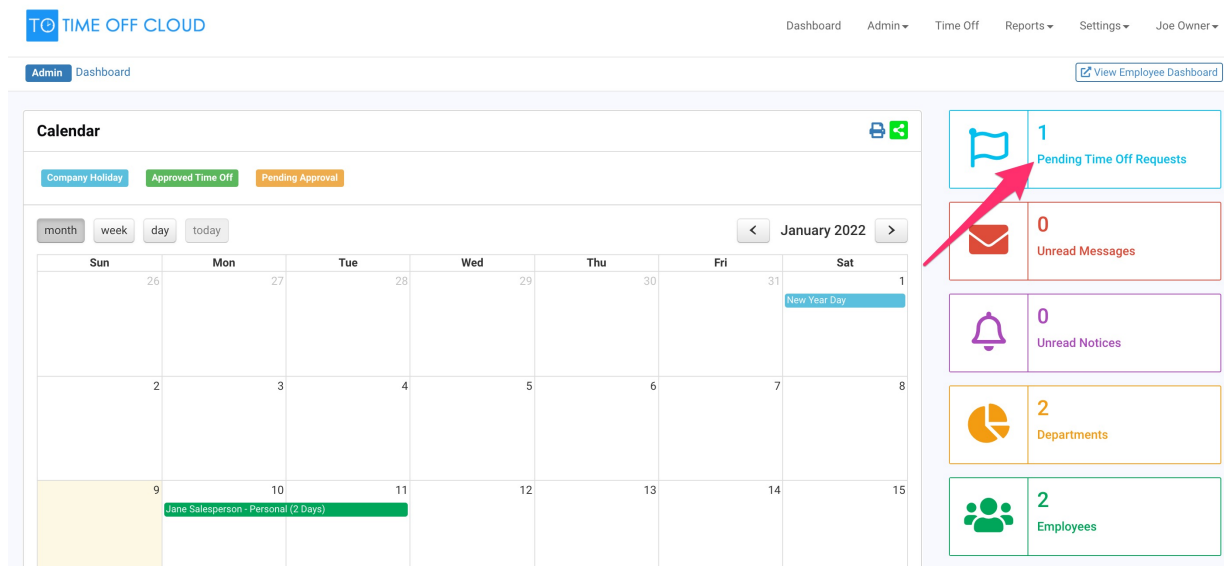 TO TIME OFF CLOUD
Dashboard Admin Time Off Reports Settings Joe Owner
Admin Dashboard
View Employee Dashboard
Calendar
Company Holiday Approved Time Off Pending Approval
month week day today
< January 2022 >
Sun Mon Tue Wed Thu Fri Sat
26 27 28 29 30 31 1
New Year Day
2 3 4 5 6 7 8
9 10 11 12 13 14 15
Jane Salesperson - Personal (2 Days)
1
Pending Time Off Requests
0
Unread Messages
0
Unread Notices
2
Departments
2
Employees